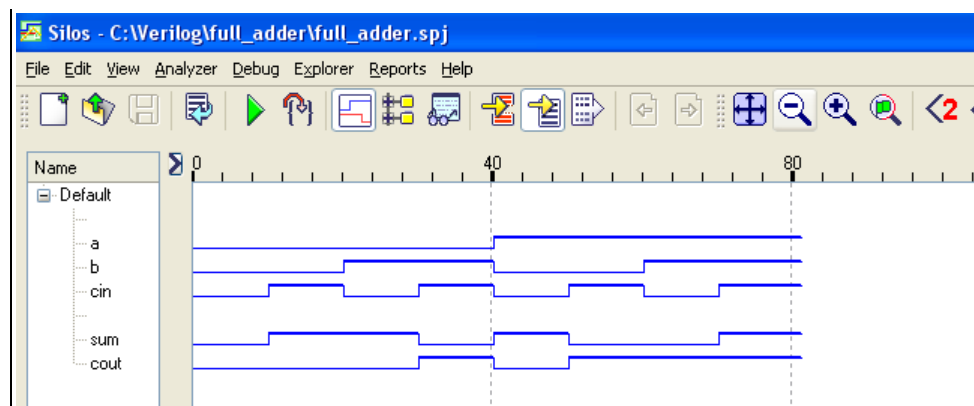 Silos - C:\Verilog\full_adder\full_adder.spj
File Edit View Analyzer Debug Explorer Reports Help
2
Name 0 40 80
Default
a
b
cin
sum
cout